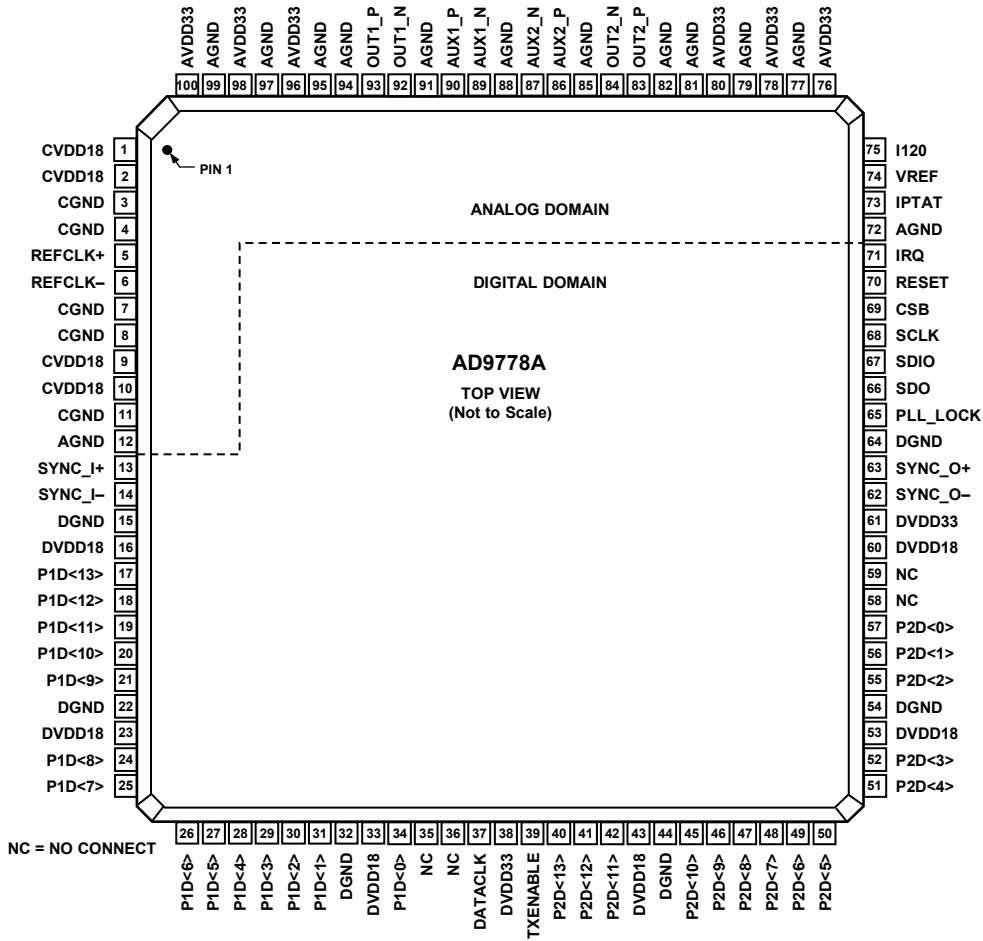 AVDD33
AGND
AVDD33
AGND
AVDD33
AGND
AGND
OUT1_P
OUT1_N
AGND
AUX1_P
AUX1_N
AGND
AUX2_N
AUX2_P
AGND
OUT2_N
OUT2_P
AGND
AGND
AVDD33
AGND
AVDD33
AGND
AVDD33
100 99 98 97 96 95 94 93 92 91 90 89 88 87 86 85 84 83 82 81 80 79 78 77 76
CVDD18 1
CVDD18 2
CGND 3
CGND 4
REFCLK+ 5
REFCLK– 6
CGND 7
CGND 8
CVDD18 9
CVDD18 10
CGND 11
AGND 12
SYNC_I+ 13
SYNC_I– 14
DGND 15
DVDD18 16
P1D<13> 17
P1D<12> 18
P1D<11> 19
P1D<10> 20
P1D<9> 21
DGND 22
DVDD18 23
P1D<8> 24
P1D<7> 25
PIN 1
ANALOG DOMAIN
DIGITAL DOMAIN
AD9778A
TOP VIEW
(Not to Scale)
75 I120
74 VREF
73 IPTAT
72 AGND
71 IRQ
70 RESET
69 CSB
68 SCLK
67 SDIO
66 SDO
65 PLL_LOCK
64 DGND
63 SYNC_O+
62 SYNC_O–
61 DVDD33
60 DVDD18
59 NC
58 NC
57 P2D<0>
56 P2D<1>
55 P2D<2>
54 DGND
53 DVDD18
52 P2D<3>
51 P2D<4>
26 27 28 29 30 31 32 33 34 35 36 37 38 39 40 41 42 43 44 45 46 47 48 49 50
NC = NO CONNECT
P1D<6>
P1D<5>
P1D<4>
P1D<3>
P1D<2>
P1D<1>
DGND
DVDD18
P1D<0>
NC
NC
DATACLK
DVDD33
TXENABLE
P2D<13>
P2D<12>
P2D<11>
DVDD18
DGND
P2D<10>
P2D<9>
P2D<8>
P2D<7>
P2D<6>
P2D<5>